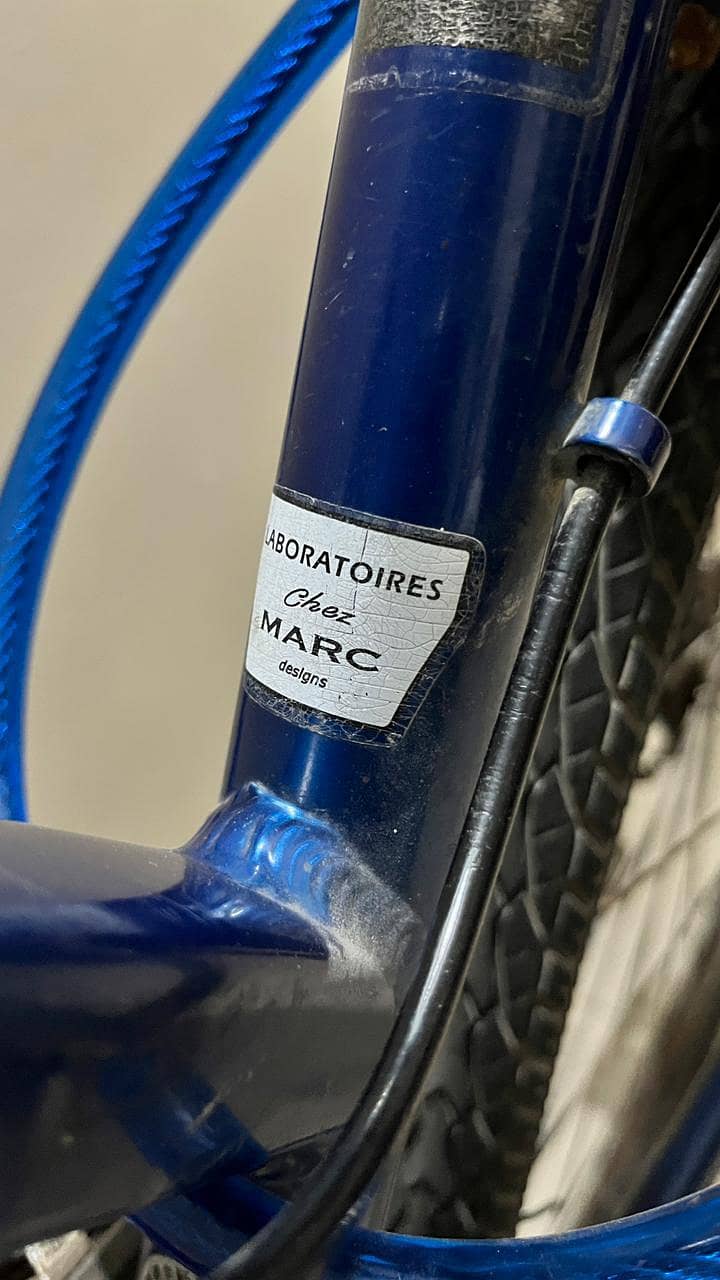 LABORATOIRES
Chez
MARC
designs